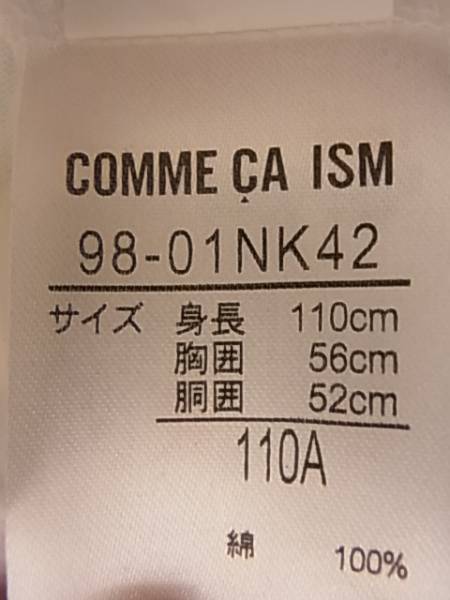 COMME ÇA ISM
98-01NK42
サイズ 身長 110cm
胸囲 56cm
胴囲 52cm
110A
綿 100%